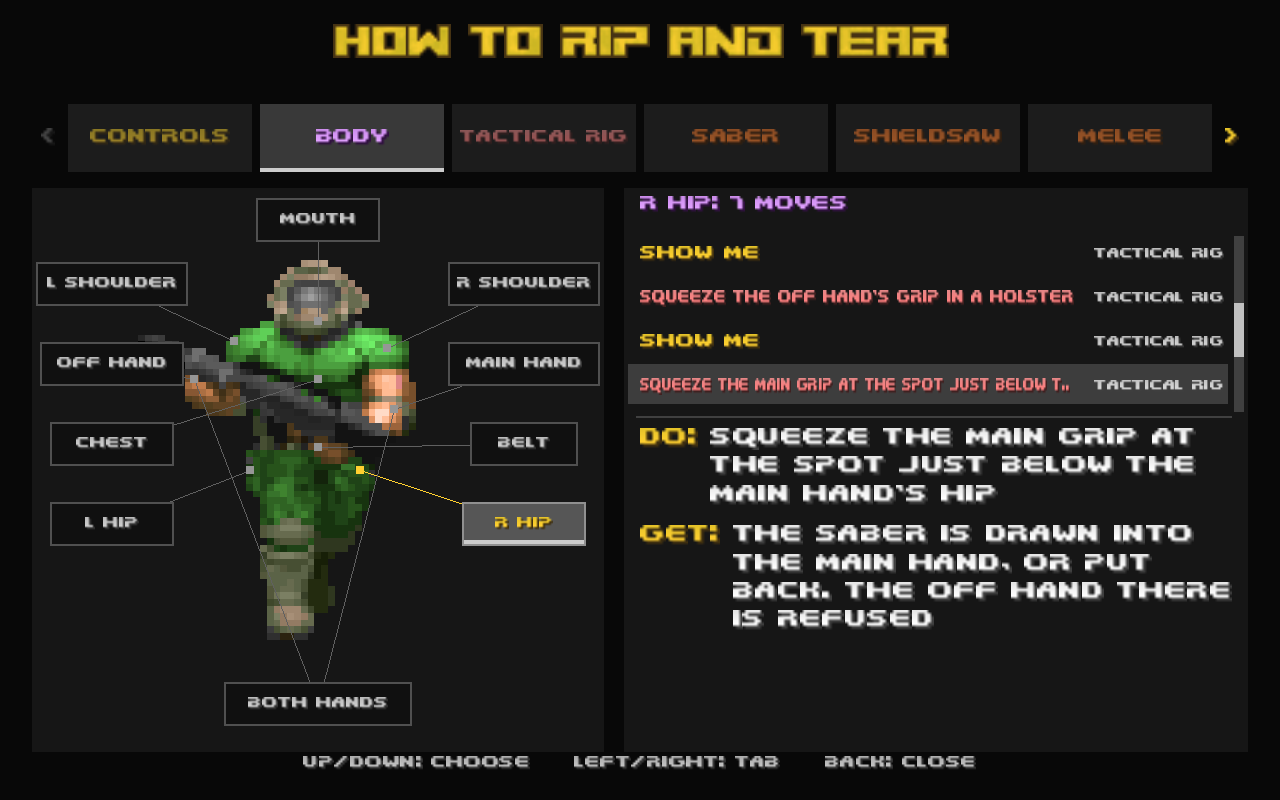 HOW TO RIP AND TEAR
CONTROLS
BODY
TACTICAL RIG
SABER
SHIELDSAW
MELEE
MOUTH
L SHOULDER
R SHOULDER
OFF HAND
MAIN HAND
CHEST
BELT
L HIP
R HIP
BOTH HANDS
R HIP: 7 MOVES
SHOW ME TACTICAL RIG
SQUEEZE THE OFF HAND'S GRIP IN A HOLSTER TACTICAL RIG
SHOW ME TACTICAL RIG
SQUEEZE THE MAIN GRIP AT THE SPOT JUST BELOW T.. TACTICAL RIG
DO: SQUEEZE THE MAIN GRIP AT
THE SPOT JUST BELOW THE
MAIN HAND'S HIP
GET: THE SABER IS DRAWN INTO
THE MAIN HAND, OR PUT
BACK. THE OFF HAND THERE
IS REFUSED
UP/DOWN: CHOOSE LEFT/RIGHT: TAB BACK: CLOSE